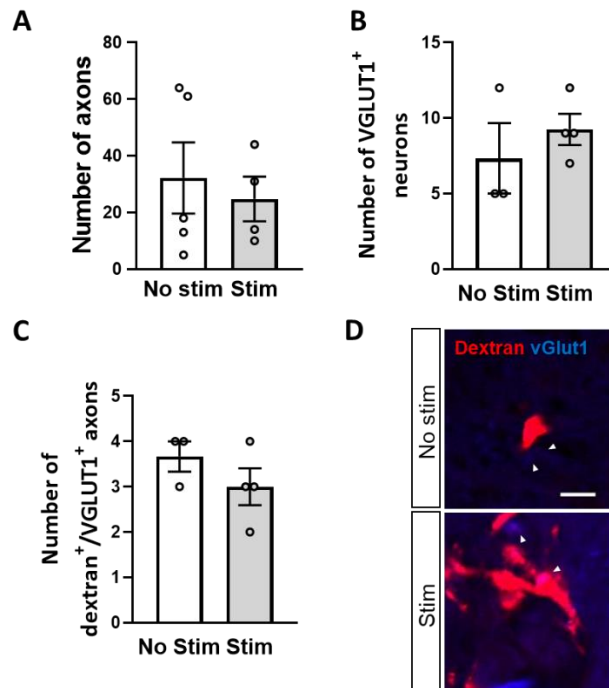 A
Number of axons
80
60
40
20
0
No stim Stim
B
Number of VGLUT1+
neurons
15
10
5
0
No Stim Stim
C
Number of
dextran+/VGLUT1+ axons
5
4
3
2
1
0
No Stim Stim
D
No stim
Dextran vGlut1
Stim